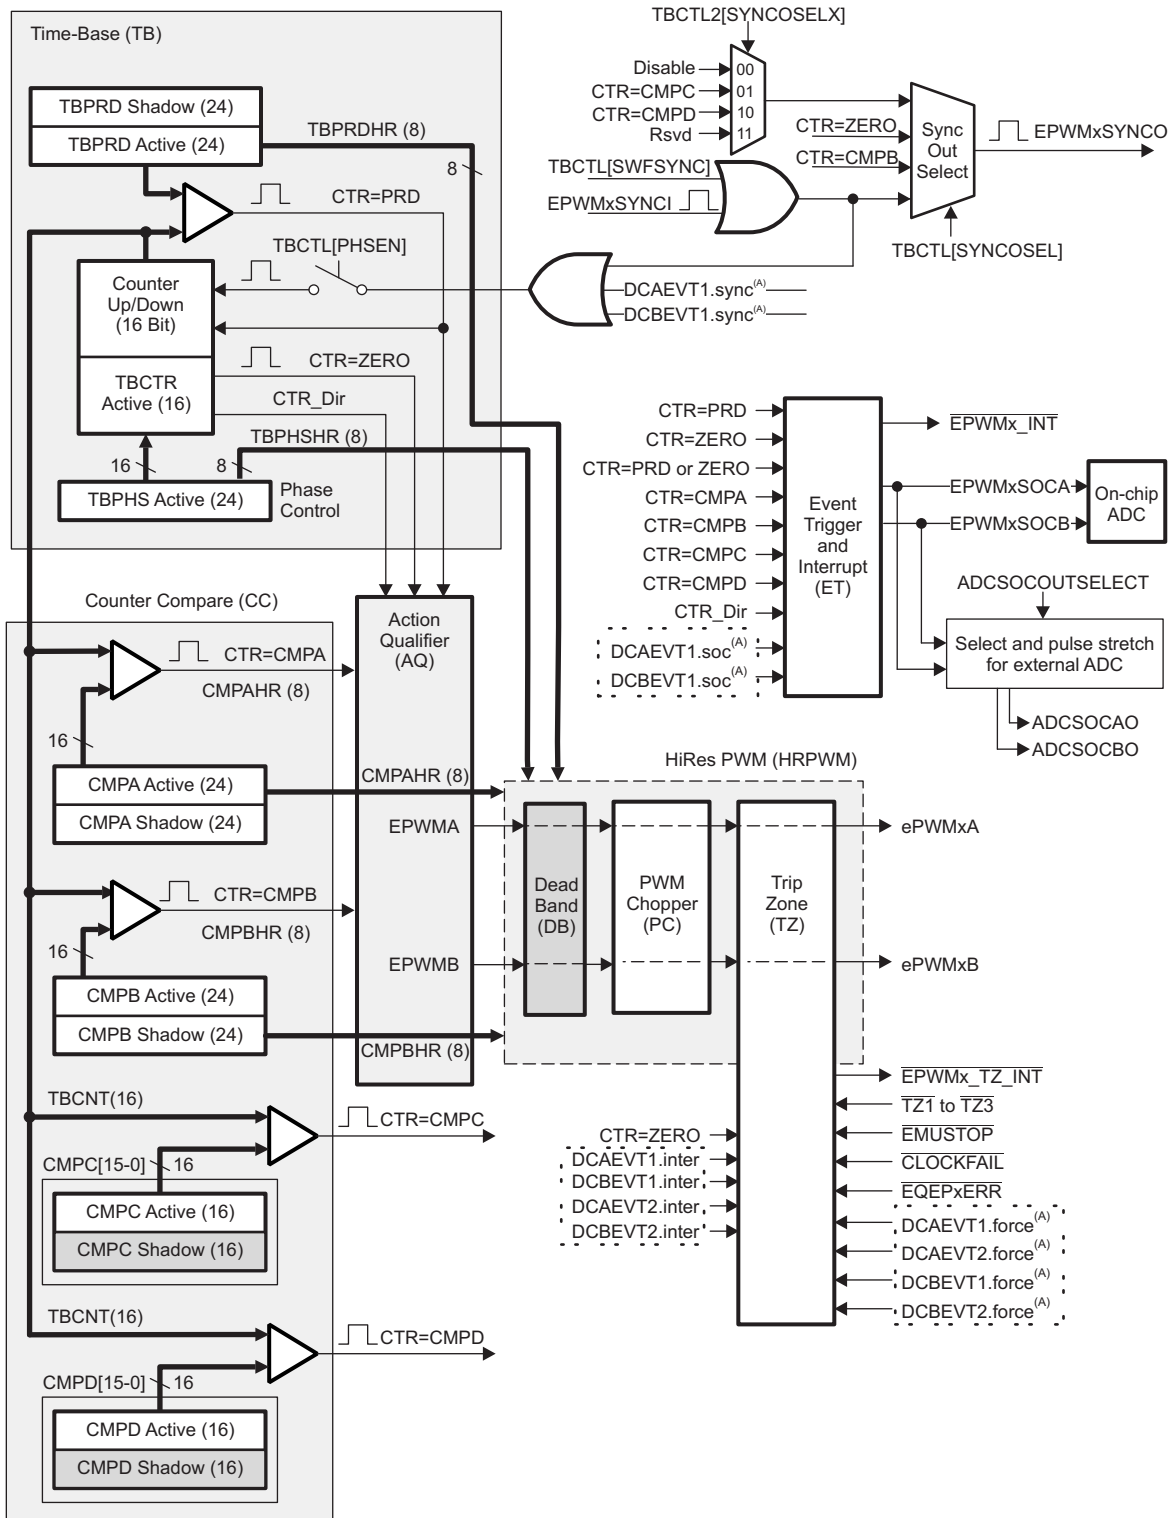 TBCTL2[SYNCOSELX]
Time-Base (TB)
Disable
00
CTR=CMPC
01
CTR=CMPD
10
Rsvd
11
TBPRD Shadow (24)
TBPRD Active (24)
TBPRDHR (8)
8
CTR=ZERO
CTR=CMPB
Sync
Out
Select
EPWMxSYNCO
TBCTL[SWFSYNC]
EPWMxSYNCI
TBCTL[SYNCOSEL]
CTR=PRD
TBCTL[PHSEN]
Counter
Up/Down
(16 Bit)
DCAEVT1.sync(A)
DCBEVT1.sync(A)
CTR=ZERO
TBCTR
Active (16)
CTR_Dir
TBPHSHR (8)
16
8
TBPHS Active (24)
Phase
Control
CTR=PRD
CTR=ZERO
CTR=PRD or ZERO
CTR=CMPA
CTR=CMPB
CTR=CMPC
CTR=CMPD
CTR_Dir
DCAEVT1.soc(A)
DCBEVT1.soc(A)
Event
Trigger
and
Interrupt
(ET)
EPWMx_INT
EPWMxSOCA
EPWMxSOCB
On-chip
ADC
ADCSOCOUTSELECT
Select and pulse stretch
for external ADC
ADCSOCAO
ADCSOCBO
Counter Compare (CC)
Action
Qualifier
(AQ)
CTR=CMPA
CMPAHR (8)
16
CMPA Active (24)
CMPA Shadow (24)
CMPAHR (8)
HiRes PWM (HRPWM)
EPWMA
ePWMxA
CTR=CMPB
CMPBHR (8)
16
Dead
Band
(DB)
PWM
Chopper
(PC)
Trip
Zone
(TZ)
EPWMB
ePWMxB
CMPB Active (24)
CMPB Shadow (24)
CMPBHR (8)
TBCNT(16)
CTR=CMPC
CMPC[15-0]
16
CMPC Active (16)
CMPC Shadow (16)
CTR=ZERO
DCAEVT1.inter
DCBEVT1.inter
DCAEVT2.inter
DCBEVT2.inter
EPWMx_TZ_INT
TZ1 to TZ3
EMUSTOP
CLOCKFAIL
EQEPxERR
DCAEVT1.force(A)
DCAEVT2.force(A)
DCBEVT1.force(A)
DCBEVT2.force(A)
TBCNT(16)
CTR=CMPD
CMPD[15-0]
16
CMPD Active (16)
CMPD Shadow (16)